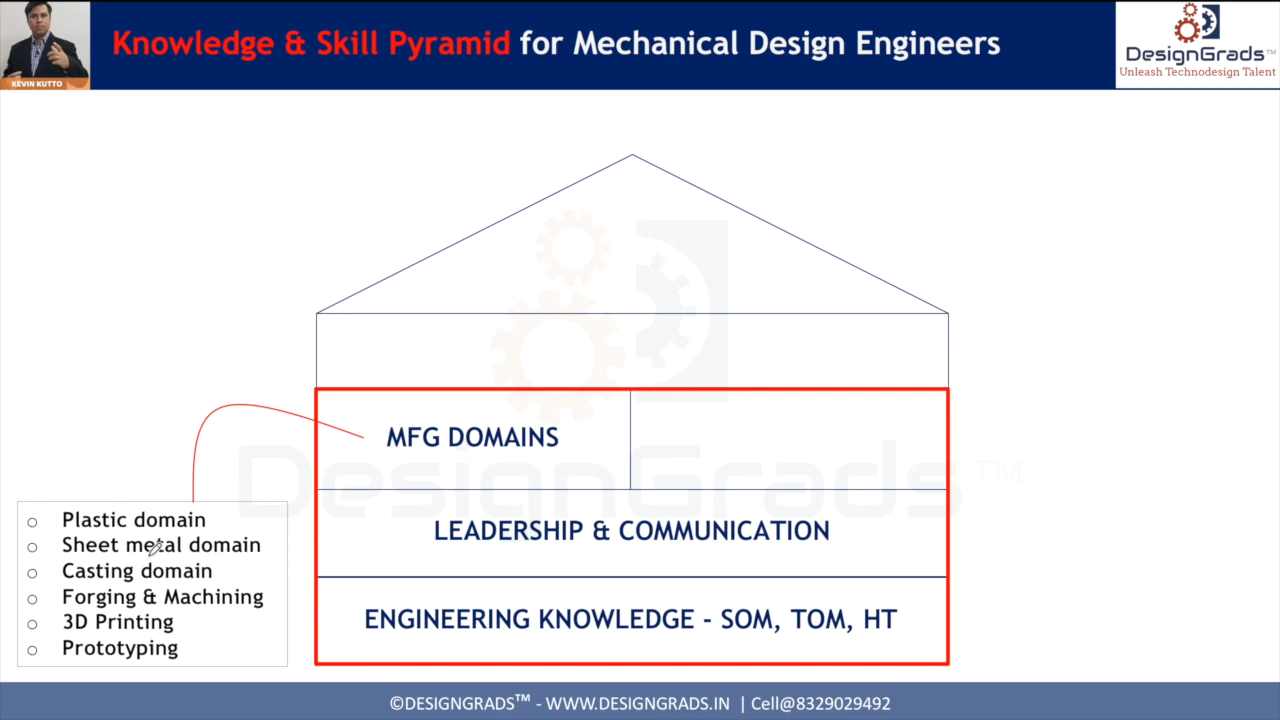 Knowledge & Skill Pyramid for Mechanical Design Engineers
KEVIN KUTTO
DesignGrads™
Unleash Technodesign Talent
MFG DOMAINS
DesignGrads™
LEADERSHIP & COMMUNICATION
ENGINEERING KNOWLEDGE - SOM, TOM, HT
○ Plastic domain
○ Sheet metal domain
○ Casting domain
○ Forging & Machining
○ 3D Printing
○ Prototyping
©DESIGNGRADS™ - WWW.DESIGNGRADS.IN | Cell@8329029492